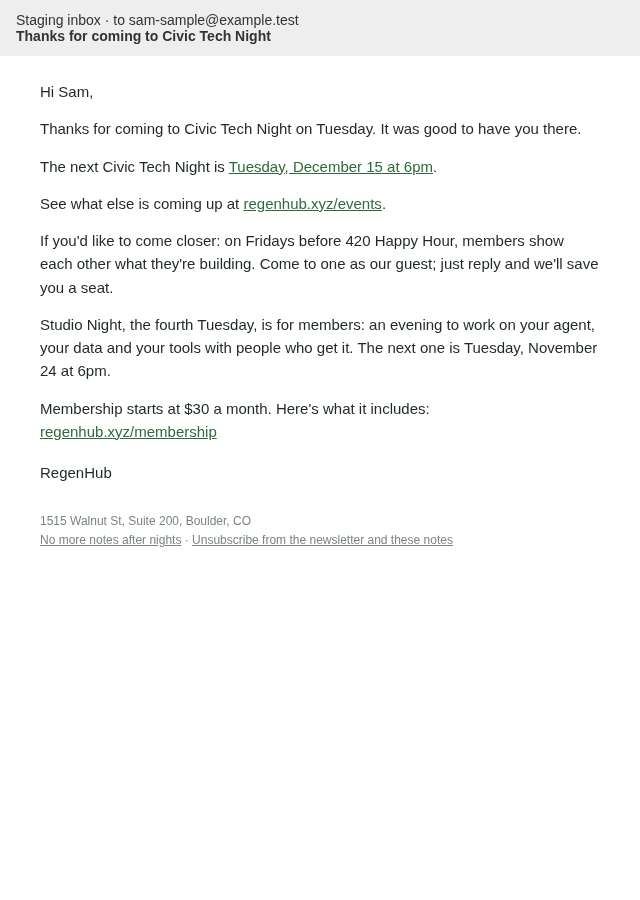 Staging inbox · to sam-sample@example.test
Thanks for coming to Civic Tech Night
Hi Sam,
Thanks for coming to Civic Tech Night on Tuesday. It was good to have you there.
The next Civic Tech Night is Tuesday, December 15 at 6pm.
See what else is coming up at regenhub.xyz/events.
If you'd like to come closer: on Fridays before 420 Happy Hour, members show
each other what they're building. Come to one as our guest; just reply and we'll save
you a seat.
Studio Night, the fourth Tuesday, is for members: an evening to work on your agent,
your data and your tools with people who get it. The next one is Tuesday, November
24 at 6pm.
Membership starts at $30 a month. Here's what it includes:
regenhub.xyz/membership
RegenHub
1515 Walnut St, Suite 200, Boulder, CO
No more notes after nights · Unsubscribe from the newsletter and these notes